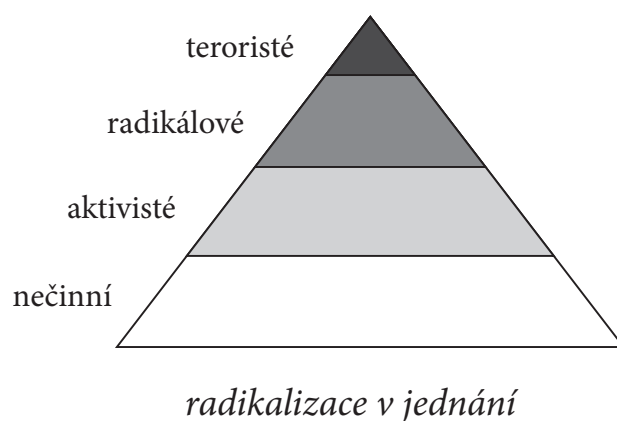 teroristé
radikálové
aktivisté
nečinní
radikalizace v jednání